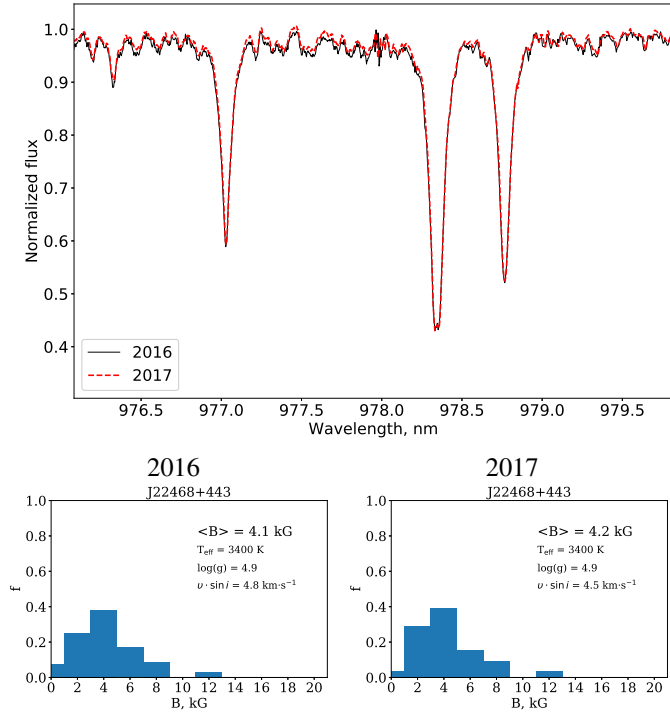 1.0
0.9
0.8
0.7
0.6
0.5
0.4
Normalized flux
2016
2017
976.5 977.0 977.5 978.0 978.5 979.0 979.5
Wavelength, nm
2016 2017
J22468+443 J22468+443
1.0
0.8
0.6
0.4
0.2
0.0
f
<B> = 4.1 kG
T_eff = 3400 K
log(g) = 4.9
υ · sin i = 4.8 km·s⁻¹
0 2 4 6 8 10 12 14 16 18 20
B, kG
1.0
0.8
0.6
0.4
0.2
0.0
f
<B> = 4.2 kG
T_eff = 3400 K
log(g) = 4.9
υ · sin i = 4.5 km·s⁻¹
0 2 4 6 8 10 12 14 16 18 20
B, kG